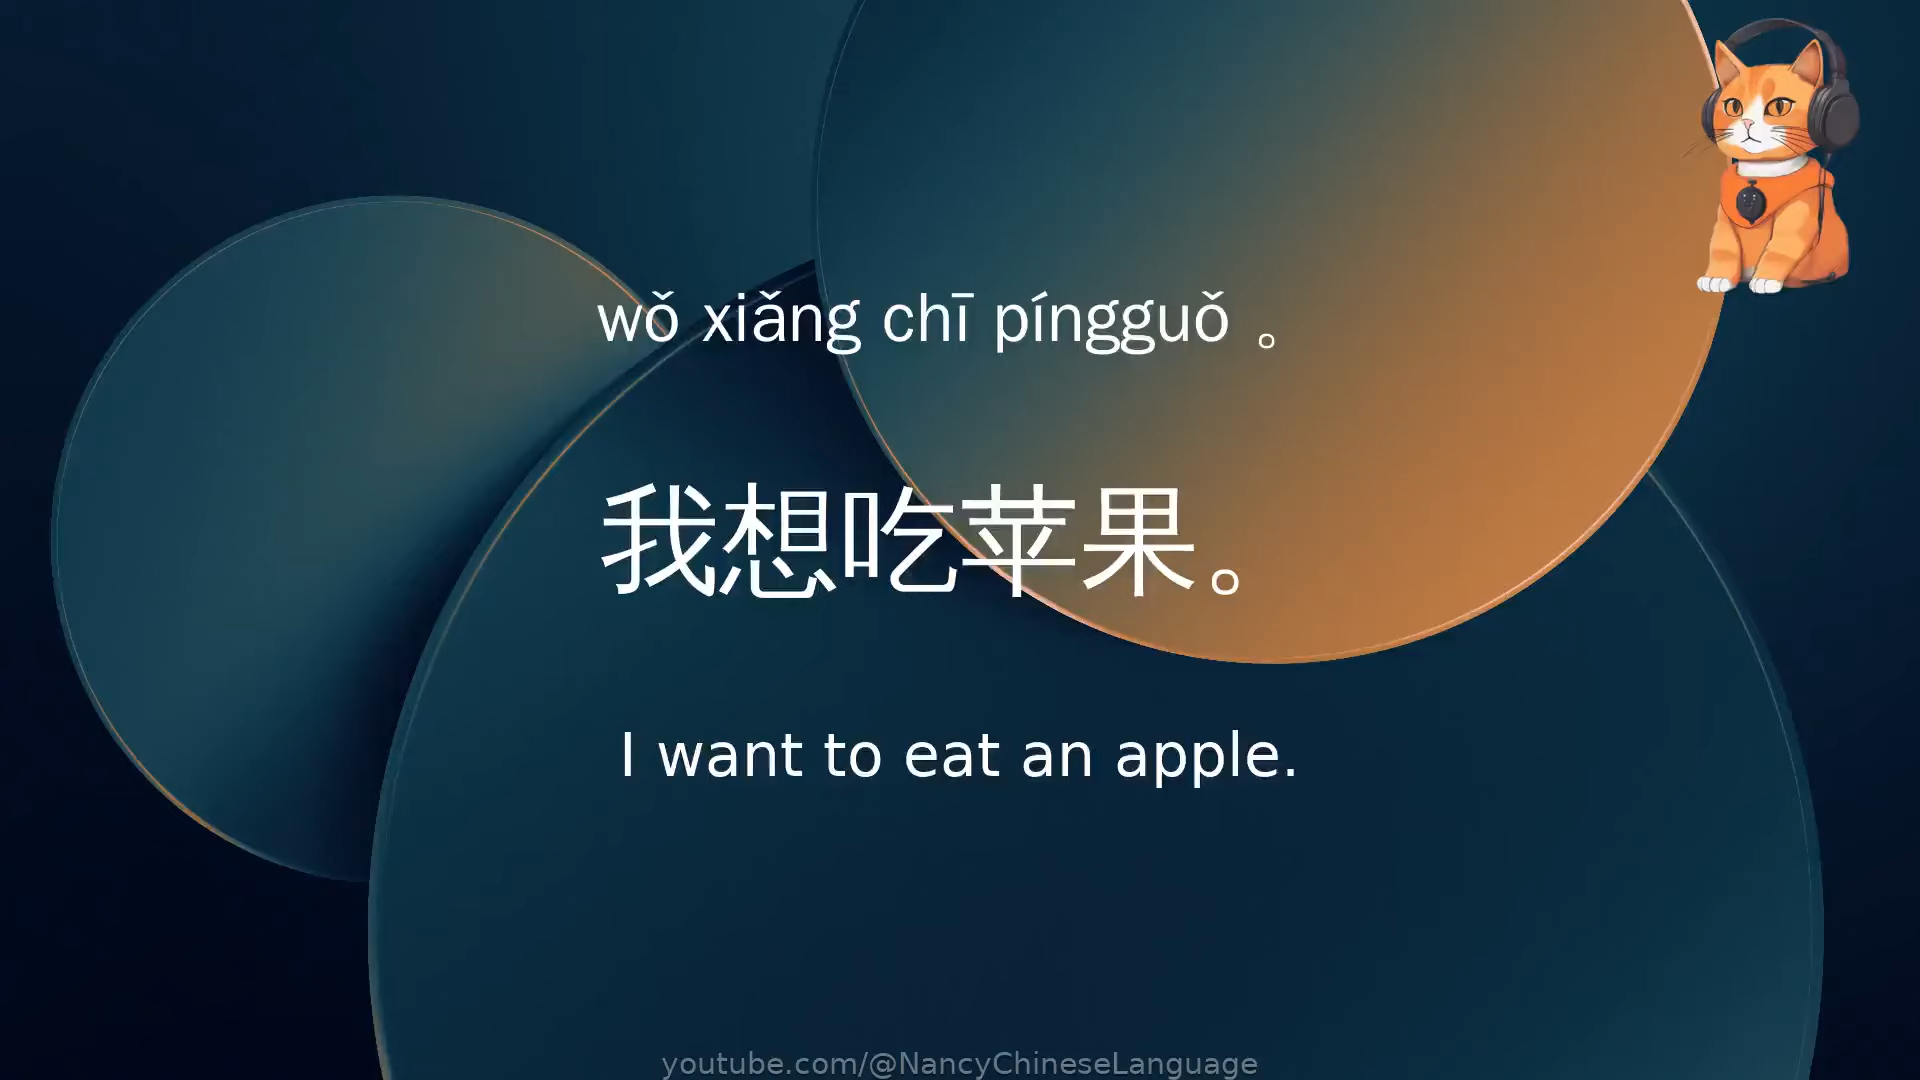 wǒ xiǎng chī píngguǒ 。
我想吃苹果。
I want to eat an apple.
youtube.com/@NancyChineseLanguage